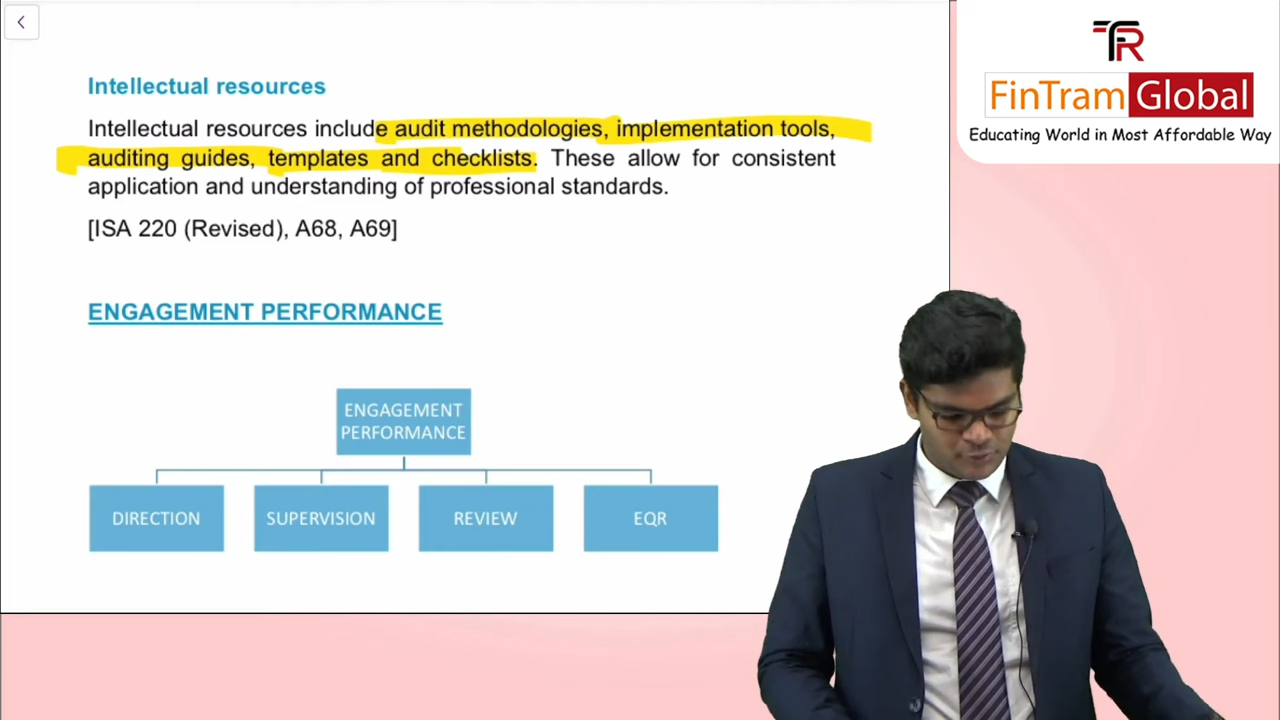 Intellectual resources
Intellectual resources include audit methodologies, implementation tools,
auditing guides, templates and checklists. These allow for consistent
application and understanding of professional standards.
[ISA 220 (Revised), A68, A69]
ENGAGEMENT PERFORMANCE
ENGAGEMENT
PERFORMANCE
DIRECTION
SUPERVISION
REVIEW
EQR
FinTram Global
Educating World in Most Affordable Way